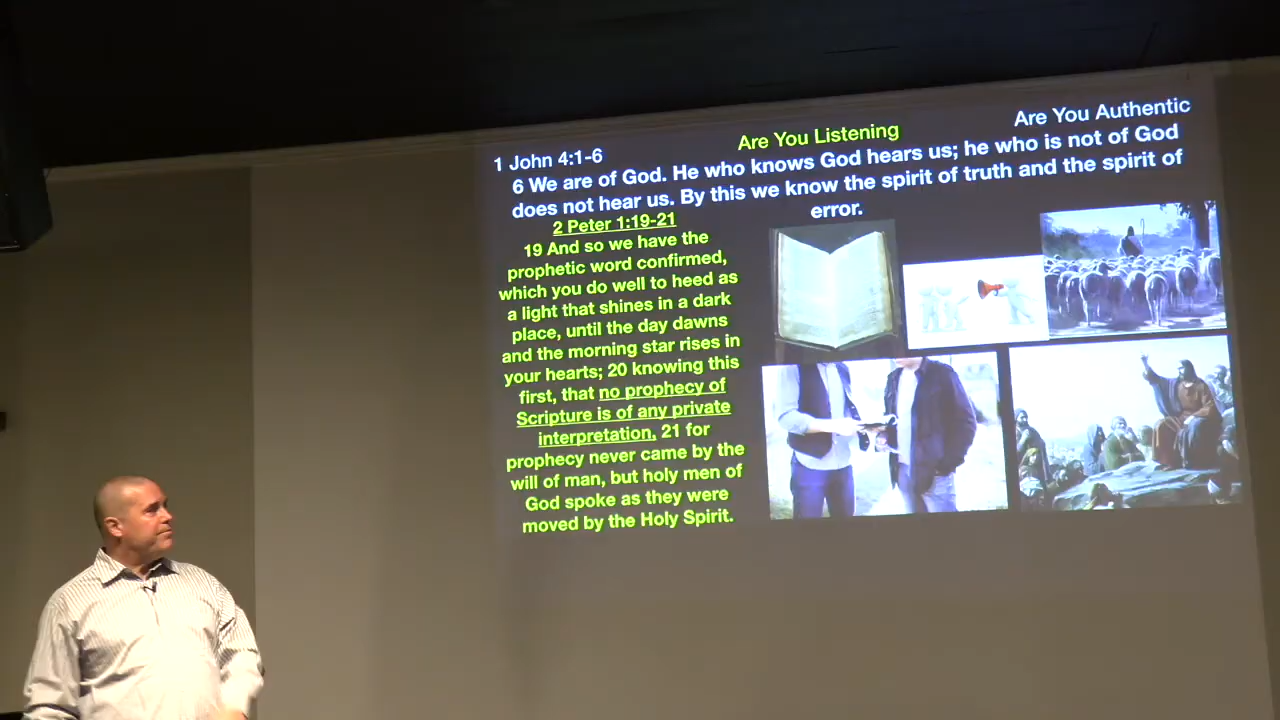 Are You Authentic
Are You Listening
1 John 4:1-6
6 We are of God. He who knows God hears us; he who is not of God
does not hear us. By this we know the spirit of truth and the spirit of
error.
2 Peter 1:19-21
19 And so we have the
prophetic word confirmed,
which you do well to heed as
a light that shines in a dark
place, until the day dawns
and the morning star rises in
your hearts; 20 knowing this
first, that no prophecy of
Scripture is of any private
interpretation, 21 for
prophecy never came by the
will of man, but holy men of
God spoke as they were
moved by the Holy Spirit.